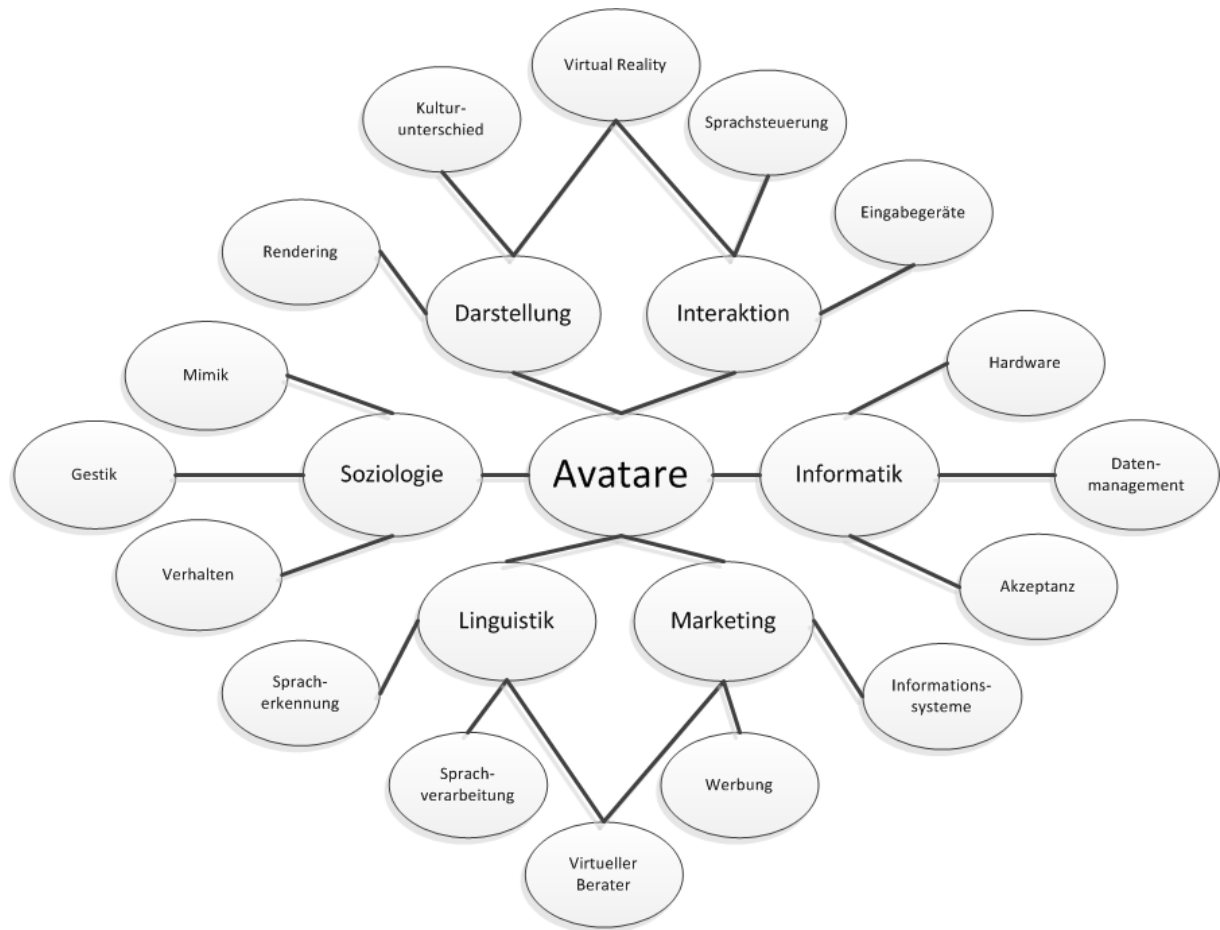 Virtual Reality
Kultur-
unterschied
Sprachsteuerung
Eingabegeräte
Rendering
Darstellung
Interaktion
Hardware
Mimik
Gestik
Soziologie
Avatare
Informatik
Daten-
management
Verhalten
Akzeptanz
Linguistik
Marketing
Sprach-
erkennung
Informations-
systeme
Sprach-
verarbeitung
Werbung
Virtueller
Berater